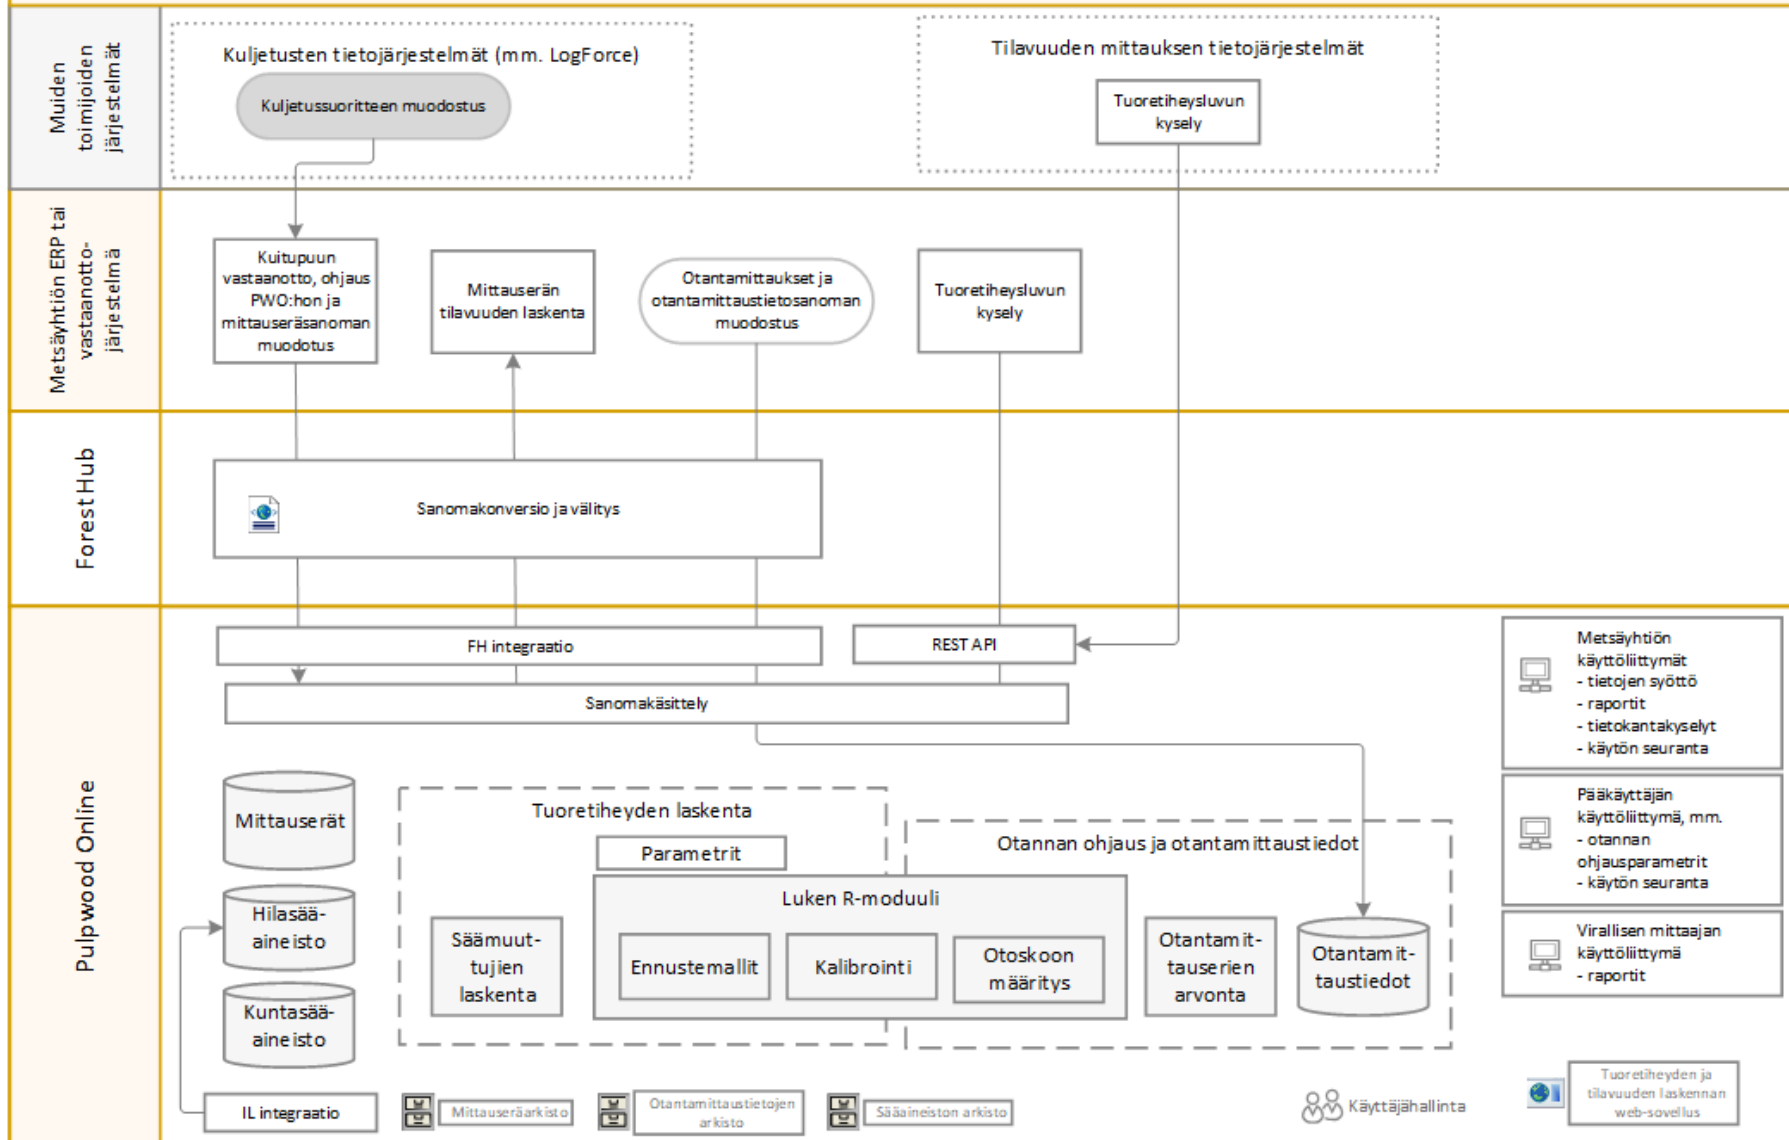 Muiden
toimijoiden
järjestelmät
Kuljetusten tietojärjestelmät (mm. LogForce)
Kuljetussuoritteen muodostus
Tilavuuden mittauksen tietojärjestelmät
Tuoretiheysluvun
kysely
Metsäyhtiön ERP tai
vastaanotto-
järjestelmä
Kuitupuun
vastaanotto, ohjaus
PWO:hon ja
mittauseräsanoman
muodotus
Mittauserän
tilavuuden laskenta
Otantamittaukset ja
otantamittaustietosanoman
muodostus
Tuoretiheysluvun
kysely
Forest Hub
Sanomakonversio ja välitys
Pulpwood Online
FH integraatio
REST API
Sanomakäsittely
Mittauserät
Hilasää-
aineisto
Kuntasää-
aineisto
IL integraatio
Tuoretiheyden laskenta
Parametrit
Luken R-moduuli
Säämuut-
tujien
laskenta
Ennustemallit
Kalibrointi
Otoskoon
määritys
Otannan ohjaus ja otantamittaustiedot
Otantamit-
tauserien
arvonta
Otantamit-
taustiedot
Metsäyhtiön
käyttöliittymät
- tietojen syöttö
- raportit
- tietokantakyselyt
- käytön seuranta
Pääkäyttäjän
käyttöliittymä, mm.
- otannan
ohjausparametrit
- käytön seuranta
Virallisen mittaajan
käyttöliittymä
- raportit
Mittauseräarkisto
Otantamittaustietojen
arkisto
Sääaineiston arkisto
Käyttäjähallinta
Tuoretiheyden ja
tilavuuden laskennan
web-sovellus